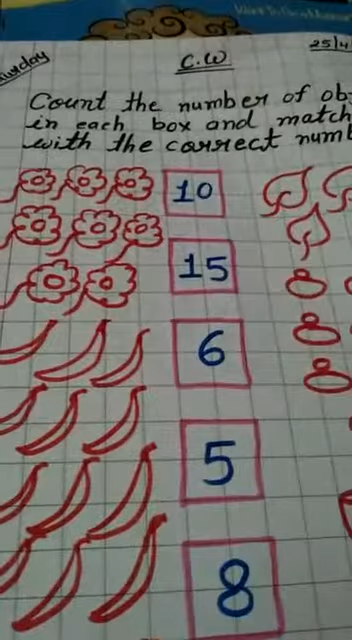 C.W
25/4
Count the number of ob
in each box and match
with the correct numb
10
15
6
5
8